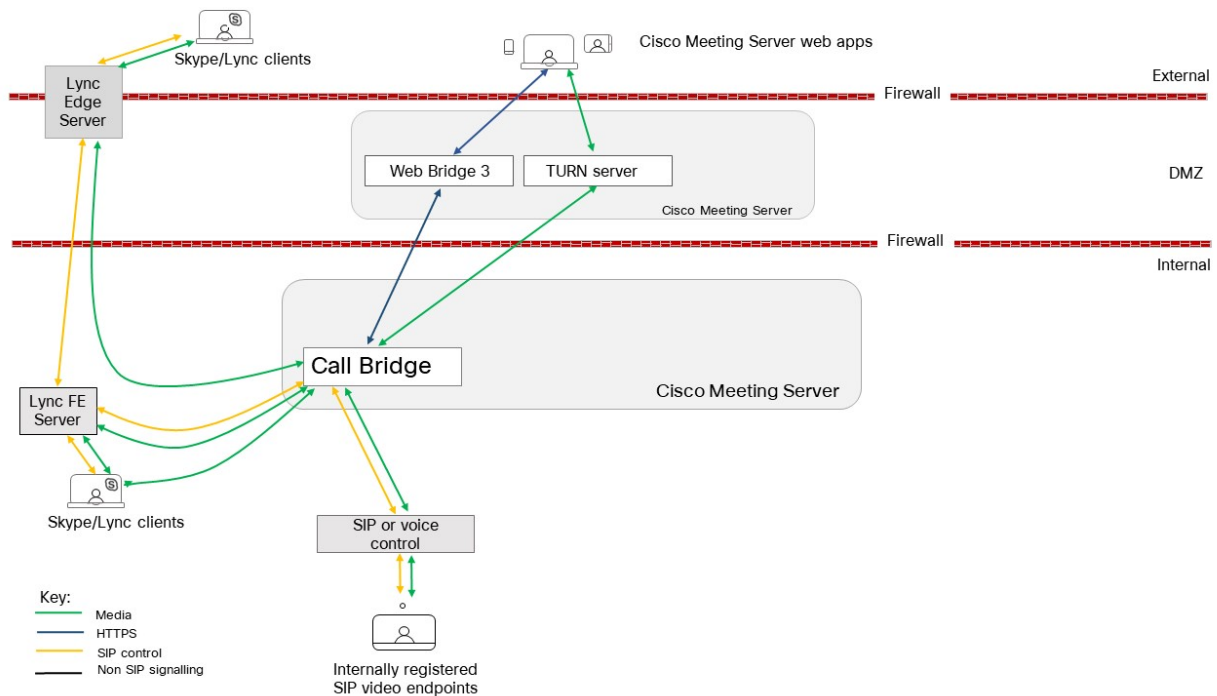 Cisco Meeting Server web apps
Skype/Lync clients
Lync
Edge
Server
External
Firewall
Web Bridge 3
TURN server
DMZ
Cisco Meeting Server
Firewall
Internal
Call Bridge
Cisco Meeting Server
Lync FE
Server
Skype/Lync clients
SIP or voice
control
Key:
Media
HTTPS
SIP control
Non SIP signalling
Internally registered
SIP video endpoints